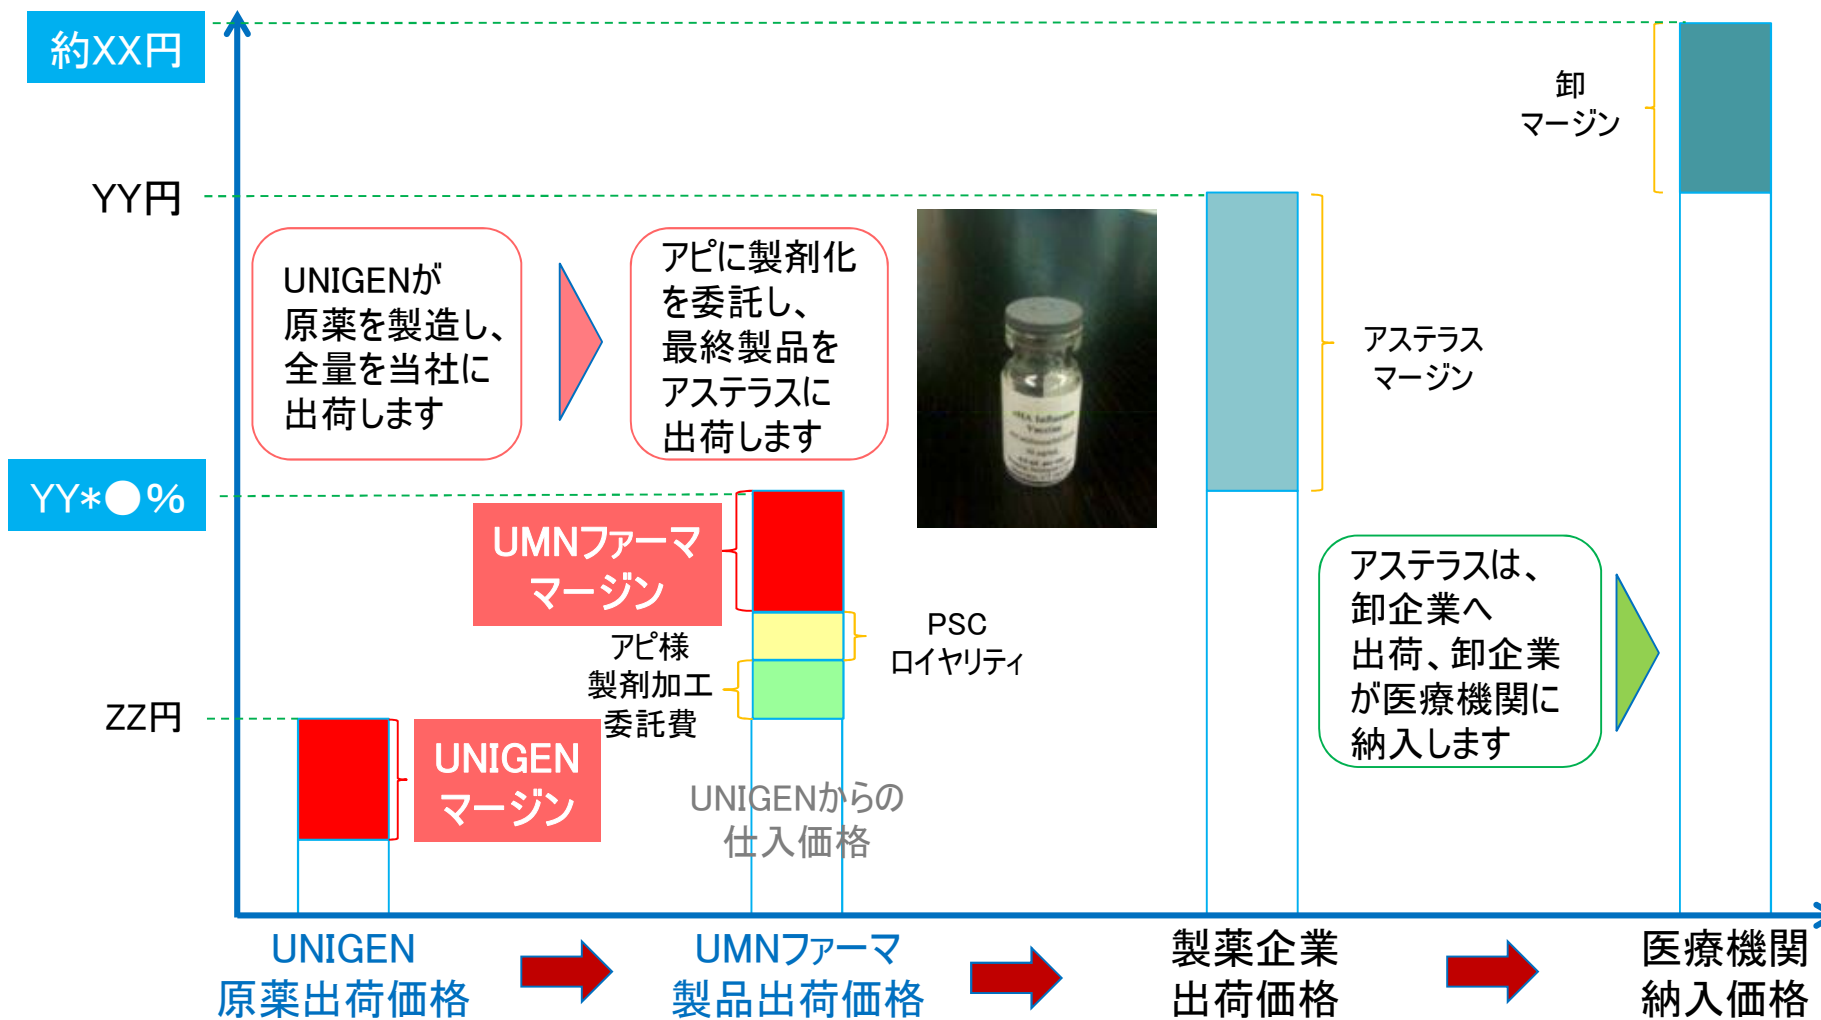 約XX円
卸
マージン
YY円
UNIGENが
原薬を製造し、
全量を当社に
出荷します
アピに製剤化
を委託し、
最終製品を
アステラスに
出荷します
アステラス
マージン
YY*●%
UMNファーマ
マージン
PSC
ロイヤリティ
アピ様
製剤加工
委託費
アステラスは、
卸企業へ
出荷、卸企業
が医療機関に
納入します
ZZ円
UNIGEN
マージン
UNIGENからの
仕入価格
UNIGEN
原薬出荷価格
UMNファーマ
製品出荷価格
製薬企業
出荷価格
医療機関
納入価格
Vaccine